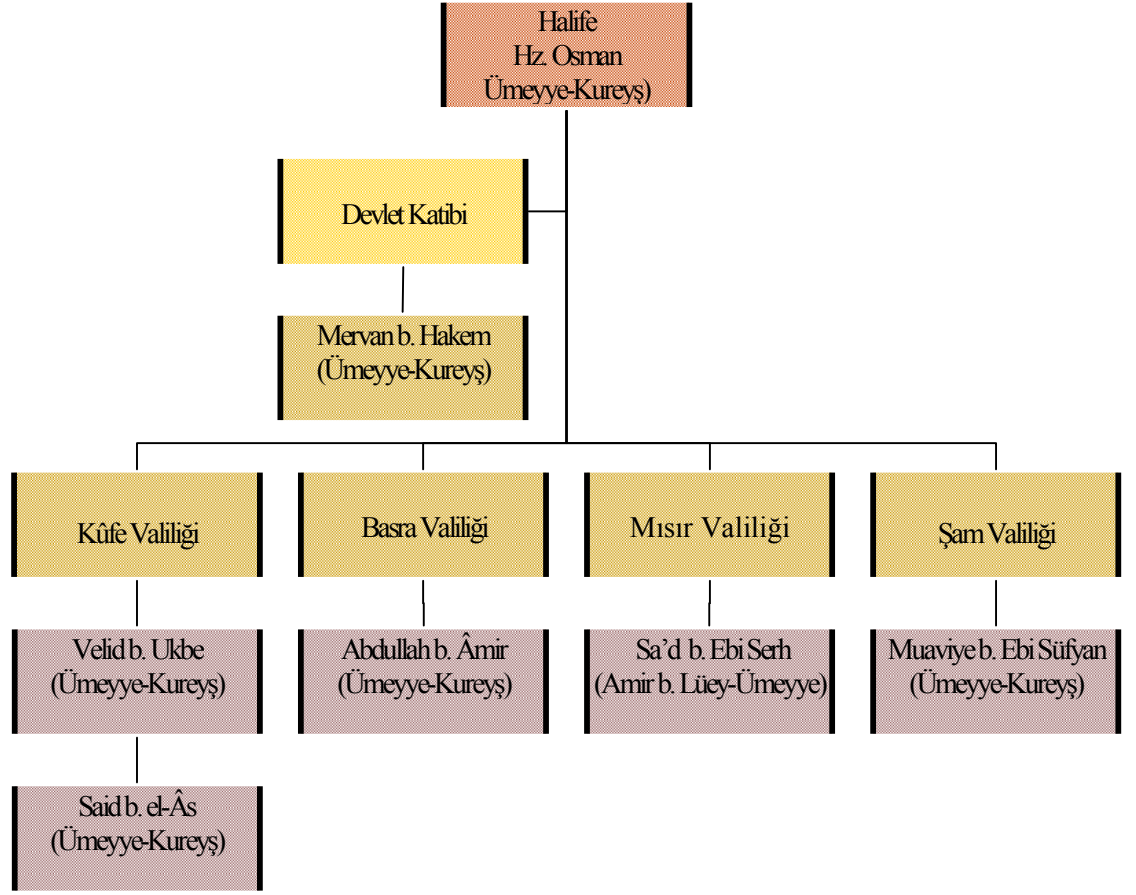 Halife
Hz. Osman
Ümeyye-Kureyş)
Devlet Katibi
Mervan b. Hakem
(Ümeyye-Kureyş)
Kûfe Valiliği
Basra Valiliği
Mısır Valiliği
Şam Valiliği
Velid b. Ukbe
(Ümeyye-Kureyş)
Abdullah b. Âmir
(Ümeyye-Kureyş)
Sa’d b. Ebi Serh
(Amir b. Lüey-Ümeyye)
Muaviye b. Ebi Süfyan
(Ümeyye-Kureyş)
Said b. el-Âs
(Ümeyye-Kureyş)